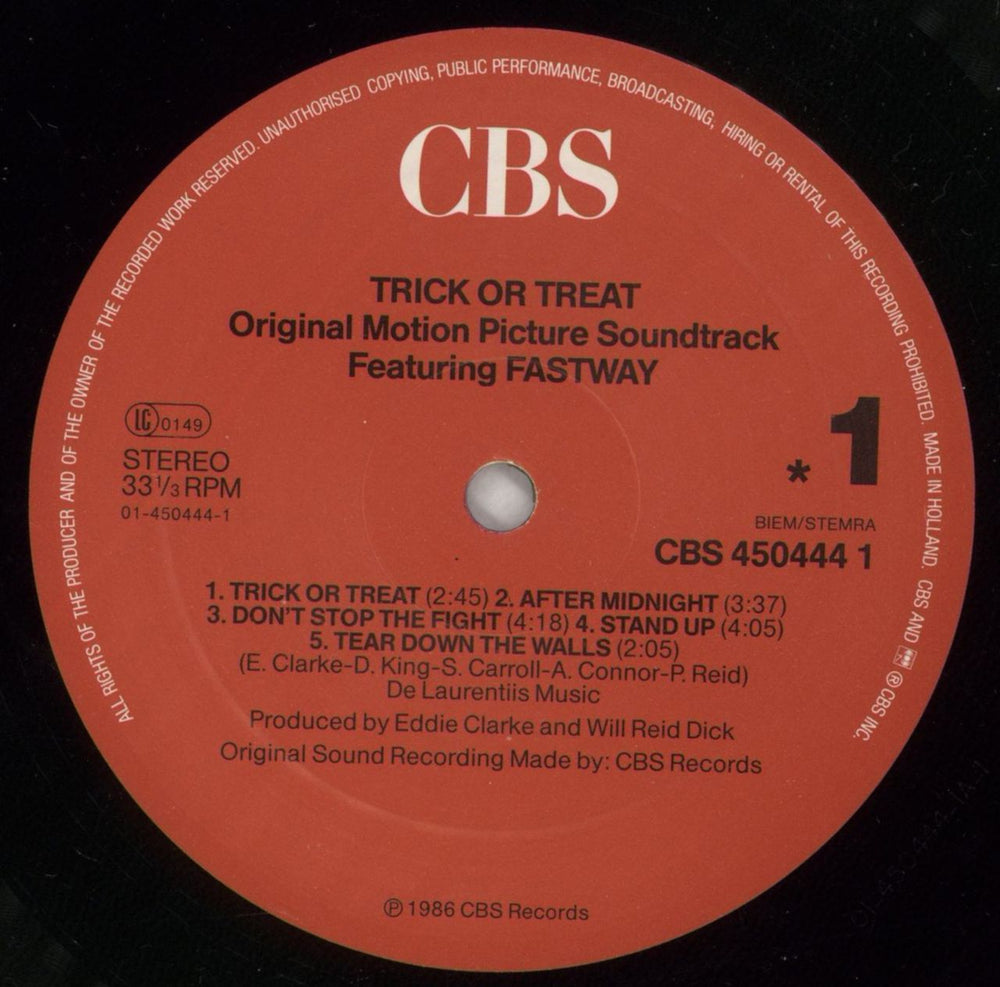 ALL RIGHTS OF THE PRODUCER AND OF THE OWNER OF THE RECORDED WORK RESERVED. UNAUTHORISED COPYING, PUBLIC PERFORMANCE, BROADCASTING, HIRING OR RENTAL OF THIS RECORDING PROHIBITED. MADE IN HOLLAND. CBS AND ® CBS INC.
CBS
TRICK OR TREAT
Original Motion Picture Soundtrack
Featuring FASTWAY
LC 0149
STEREO
33 1/3 RPM
01-450444-1
* 1
BIEM/STEMRA
CBS 450444 1
1. TRICK OR TREAT (2:45) 2. AFTER MIDNIGHT (3:37)
3. DON'T STOP THE FIGHT (4:18) 4. STAND UP (4:05)
5. TEAR DOWN THE WALLS (2:05)
(E. Clarke-D. King-S. Carroll-A. Connor-P. Reid)
De Laurentiis Music
Produced by Eddie Clarke and Will Reid Dick
Original Sound Recording Made by: CBS Records
℗ 1986 CBS Records